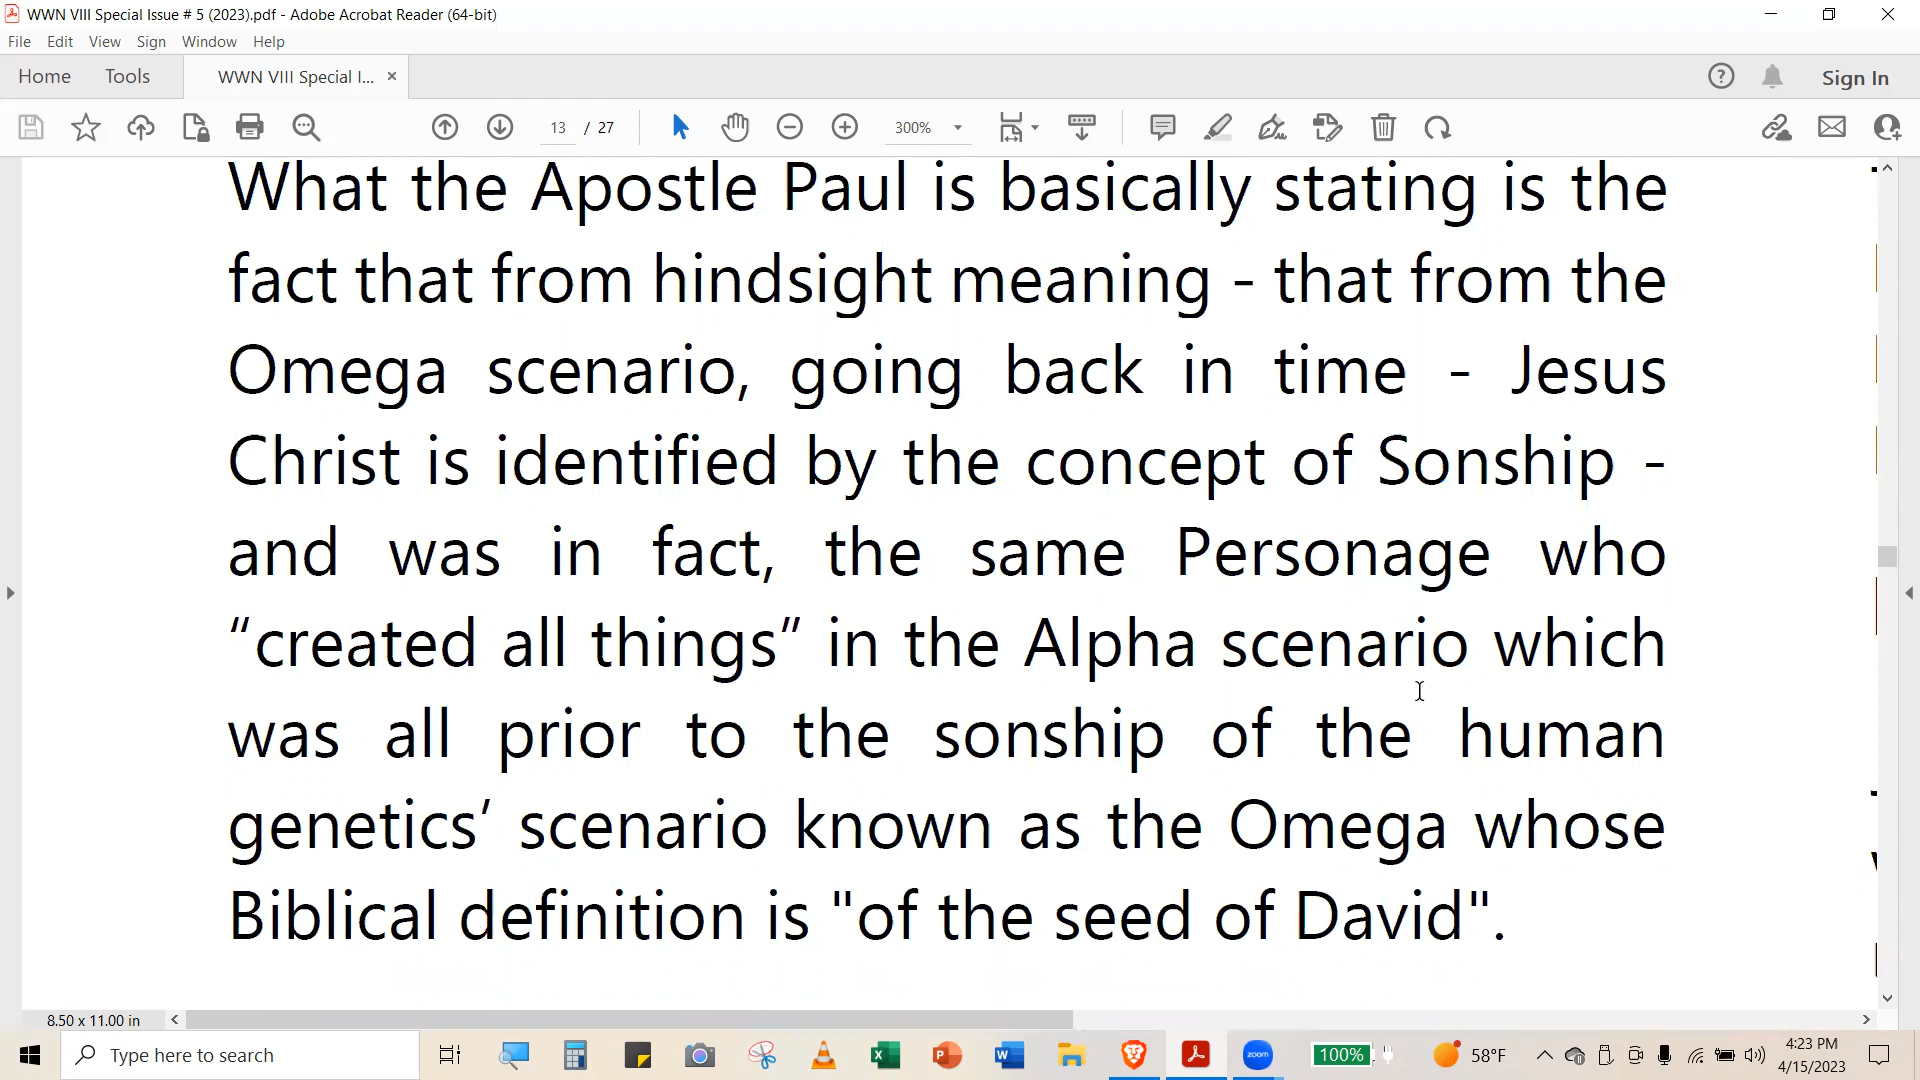 WWN VIII Special Issue # 5 (2023).pdf - Adobe Acrobat Reader (64-bit)
File Edit View Sign Window Help
Home Tools WWN VIII Special I... × Sign In
13 / 27 300%
What the Apostle Paul is basically stating is the
fact that from hindsight meaning - that from the
Omega scenario, going back in time - Jesus
Christ is identified by the concept of Sonship -
and was in fact, the same Personage who
“created all things” in the Alpha scenario which
was all prior to the sonship of the human
genetics’ scenario known as the Omega whose
Biblical definition is "of the seed of David".
8.50 x 11.00 in
Type here to search
zoom
100%
58°F
4:23 PM
4/15/2023